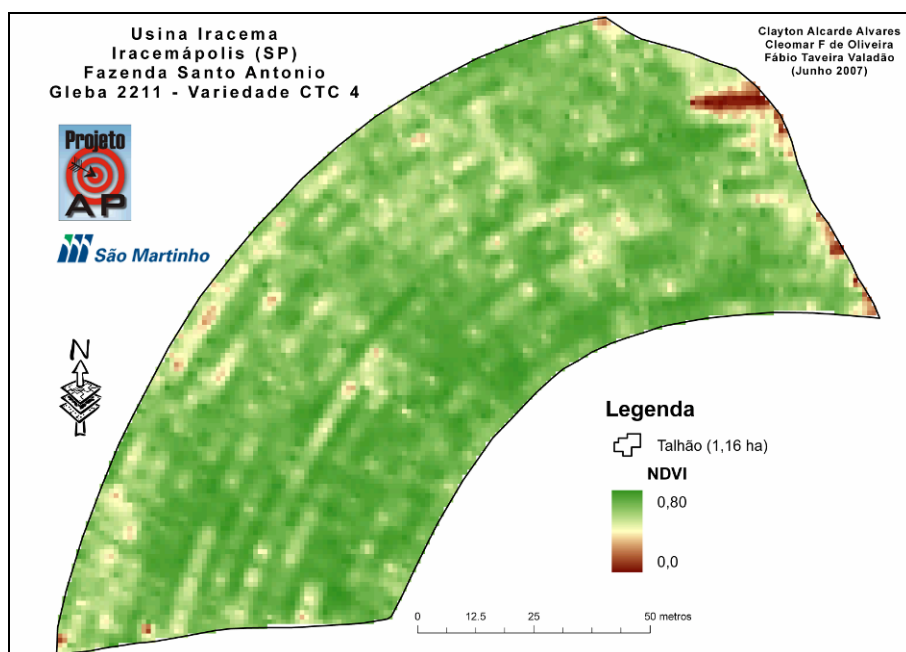 Usina Iracema
Iracemápolis (SP)
Fazenda Santo Antonio
Gleba 2211 - Variedade CTC 4
Clayton Alcarde Alvares
Cleomar F de Oliveira
Fábio Taveira Valadão
(Junho 2007)
Projeto
AP
São Martinho
N
Legenda
Talhão (1,16 ha)
NDVI
0,80
0,0
0 12.5 25 50 metros